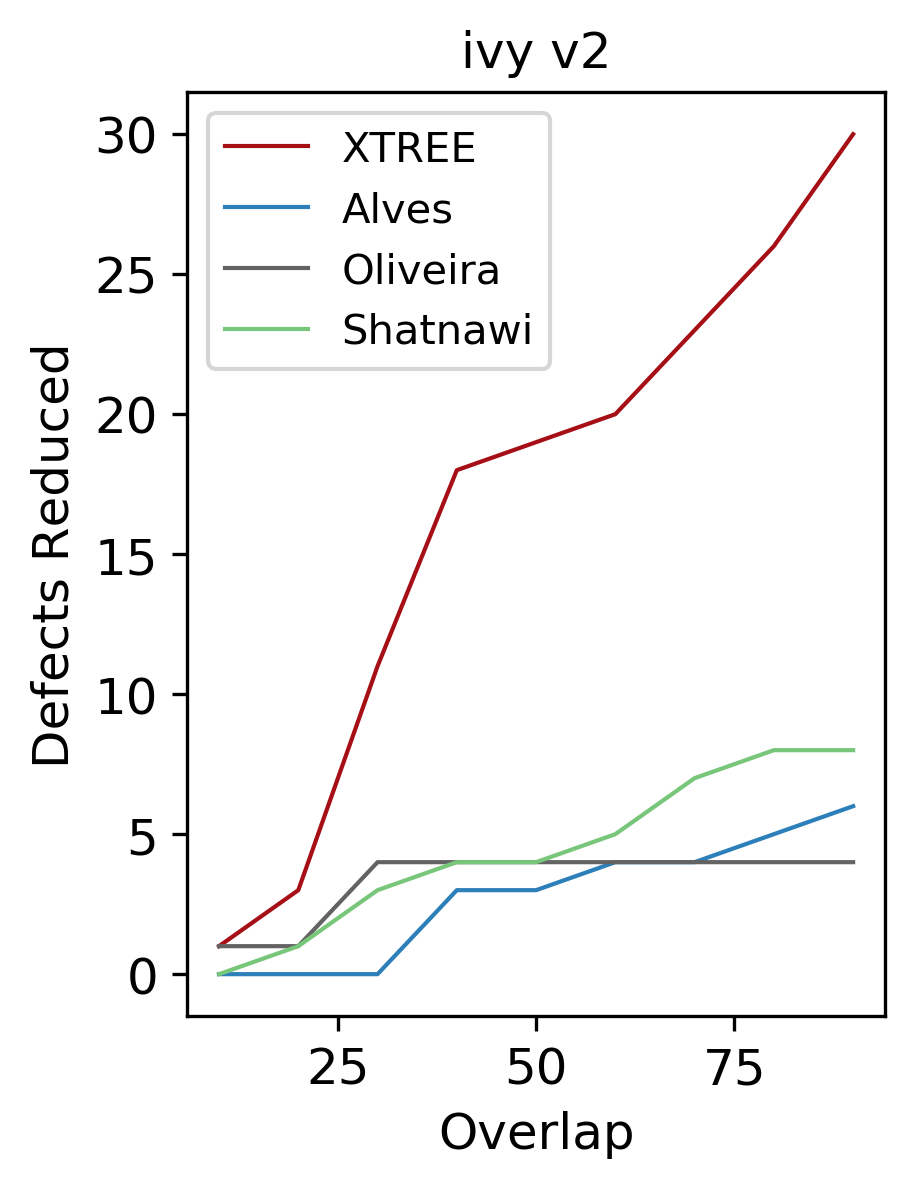 ivy v2
XTREE
Alves
Oliveira
Shatnawi
30
25
20
15
10
5
0
Defects Reduced
25 50 75
Overlap